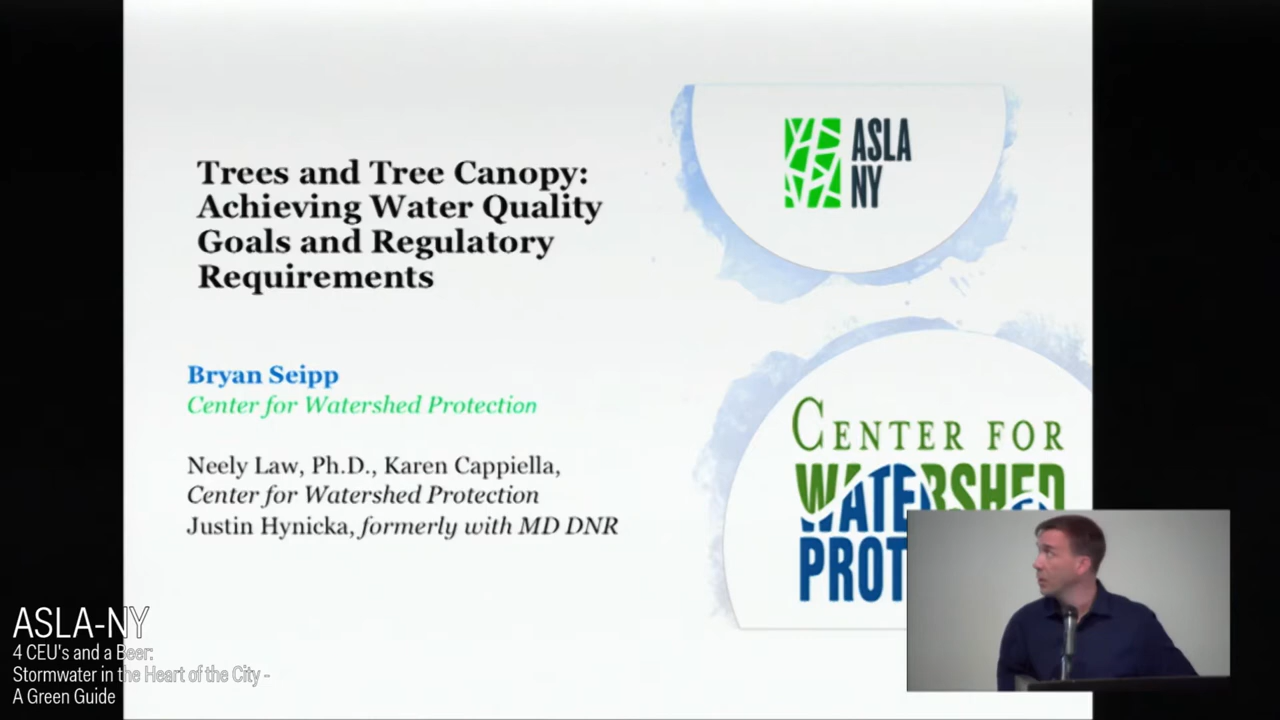 Trees and Tree Canopy:
Achieving Water Quality
Goals and Regulatory
Requirements
Bryan Seipp
Center for Watershed Protection
Neely Law, Ph.D., Karen Cappiella,
Center for Watershed Protection
Justin Hynicka, formerly with MD DNR
ASLA
NY
CENTER FOR
WATERSHED
PROT
ASLA-NY
4 CEU's and a Beer:
Stormwater in the Heart of the City -
A Green Guide